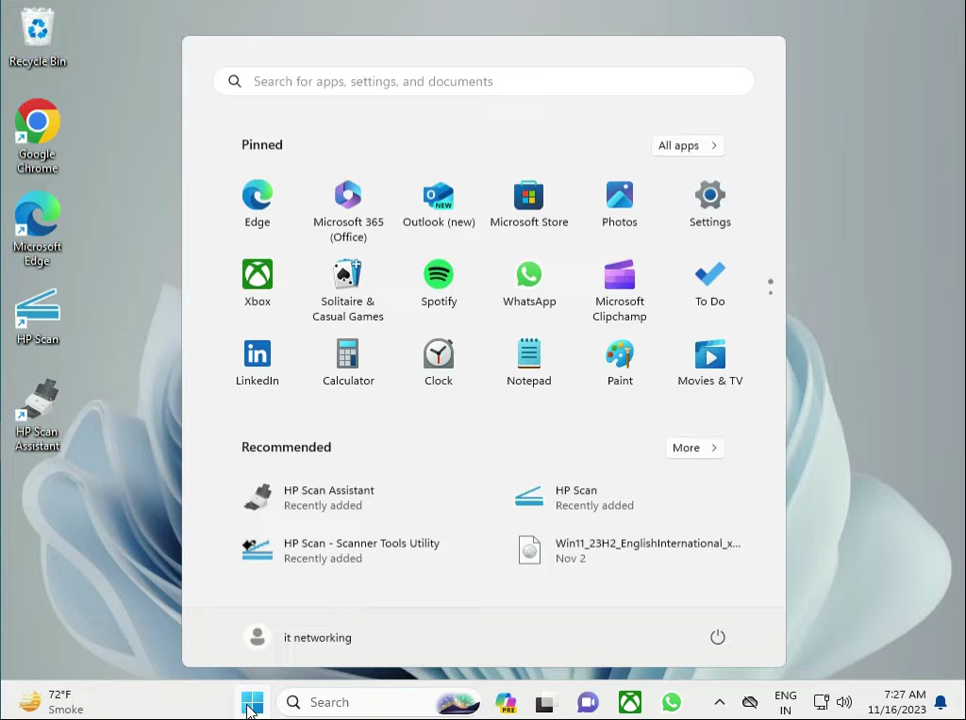 Recycle Bin
Google
Chrome
Microsoft
Edge
HP Scan
HP Scan
Assistant
Search for apps, settings, and documents
Pinned
All apps
Edge
Microsoft 365
(Office)
Outlook (new)
Microsoft Store
Photos
Settings
Xbox
Solitaire &
Casual Games
Spotify
WhatsApp
Microsoft
Clipchamp
To Do
LinkedIn
Calculator
Clock
Notepad
Paint
Movies & TV
Recommended
More
HP Scan Assistant
Recently added
HP Scan
Recently added
HP Scan - Scanner Tools Utility
Recently added
Win11_23H2_EnglishInternational_x...
Nov 2
it networking
72°F
Smoke
Search
ENG
IN
7:27 AM
11/16/2023